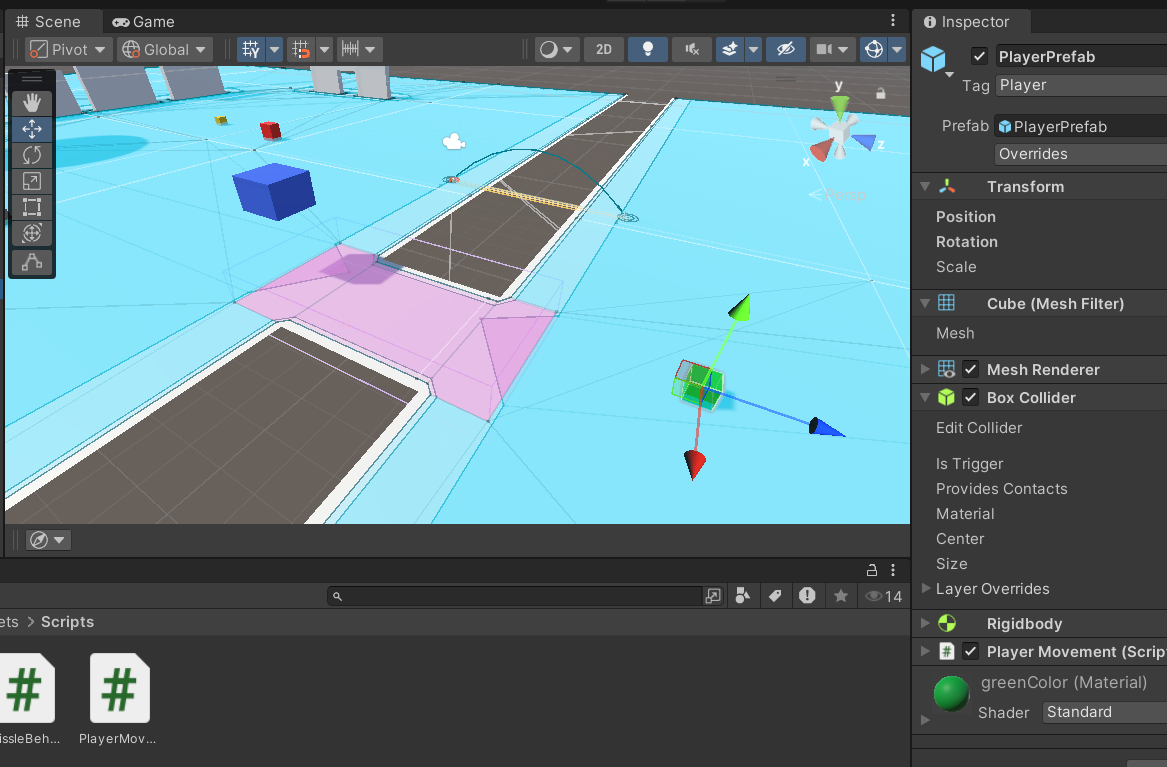 Scene
Game
Inspector
Pivot
Global
2D
PlayerPrefab
Tag
Player
y
x
z
Persp
Prefab
PlayerPrefab
Overrides
Transform
Position
Rotation
Scale
Cube (Mesh Filter)
Mesh
Mesh Renderer
Box Collider
Edit Collider
Is Trigger
Provides Contacts
Material
Center
Size
Layer Overrides
Rigidbody
Player Movement (Scrip
greenColor (Material)
Shader
Standard
14
ets > Scripts
issleBeh...
PlayerMov...